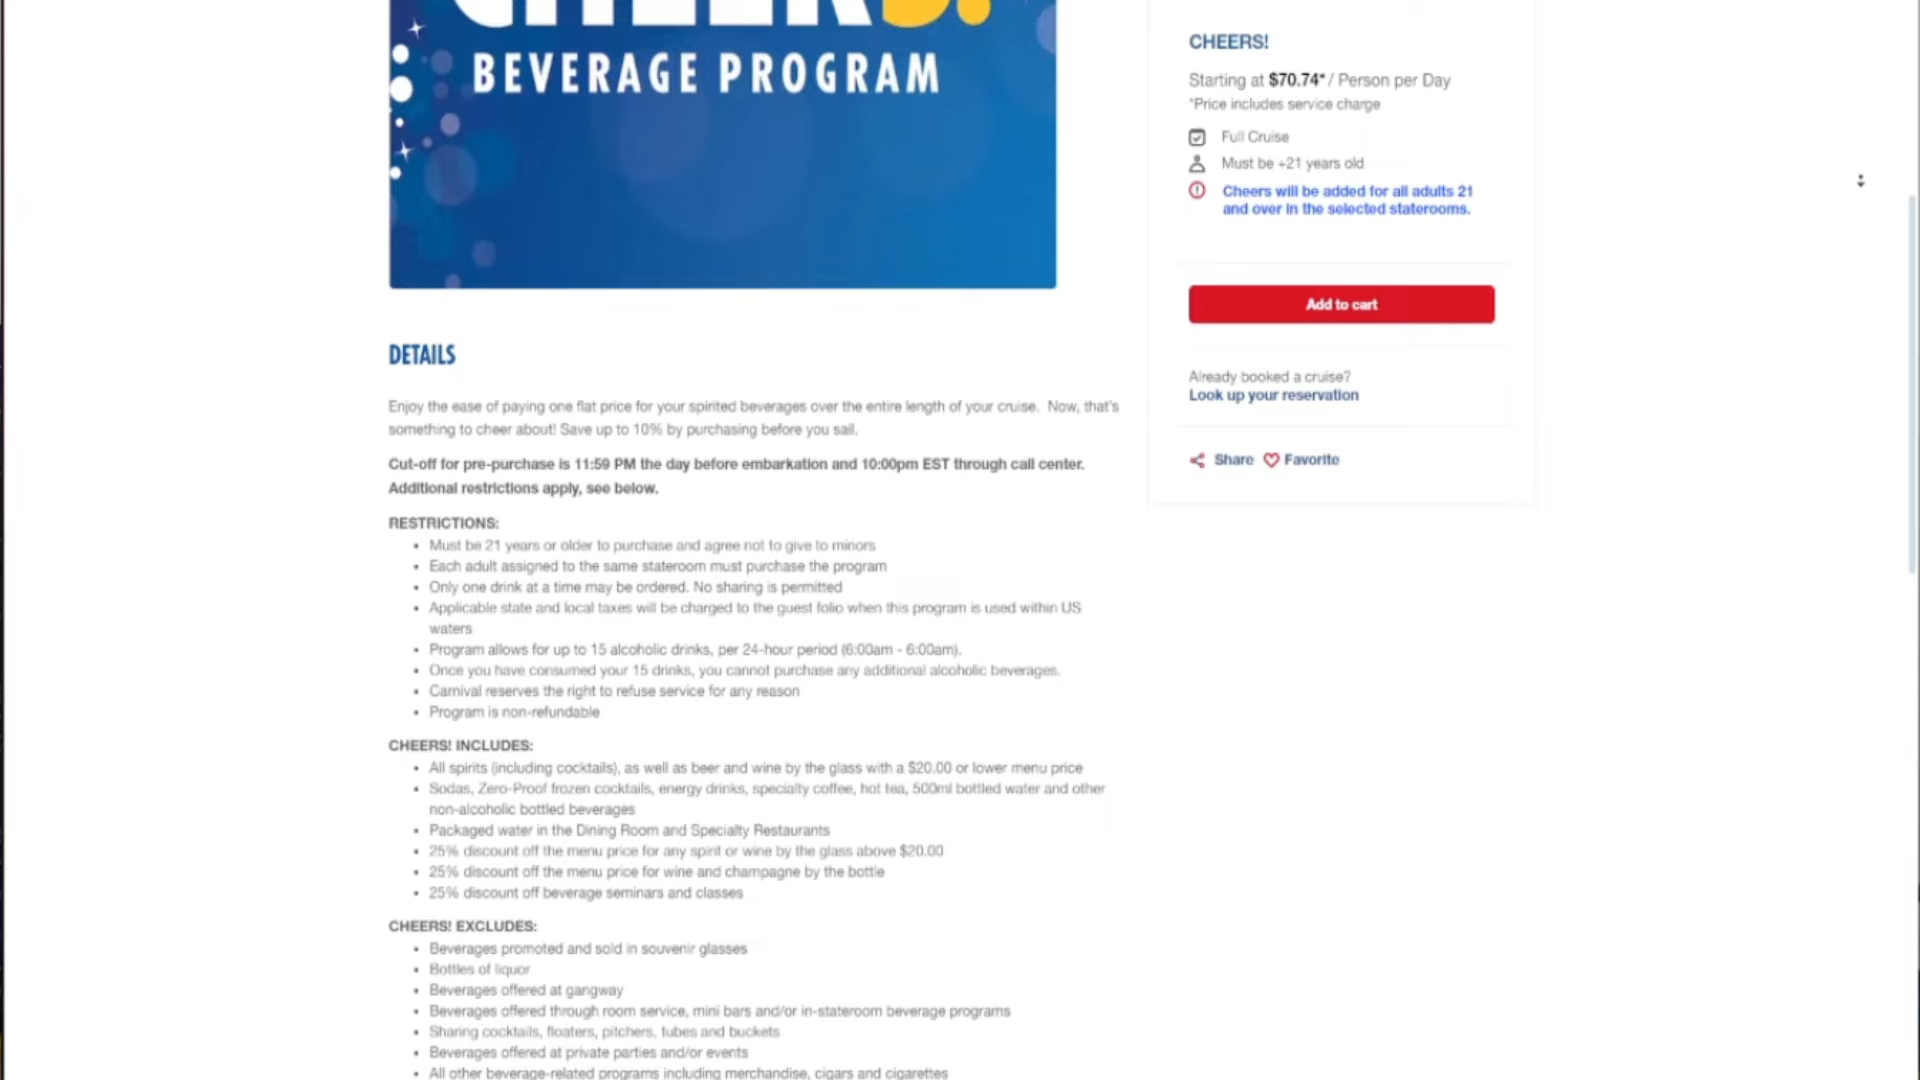 CHEERS!
BEVERAGE PROGRAM
CHEERS!
Starting at $70.74* / Person per Day
*Price includes service charge
Full Cruise
Must be +21 years old
Cheers will be added for all adults 21
and over in the selected staterooms.
Add to cart
Already booked a cruise?
Look up your reservation
Share Favorite
DETAILS
Enjoy the ease of paying one flat price for your spirited beverages over the entire length of your cruise. Now, that's
something to cheer about! Save up to 10% by purchasing before you sail.
Cut-off for pre-purchase is 11:59 PM the day before embarkation and 10:00pm EST through call center.
Additional restrictions apply, see below.
RESTRICTIONS:
• Must be 21 years or older to purchase and agree not to give to minors
• Each adult assigned to the same stateroom must purchase the program
• Only one drink at a time may be ordered. No sharing is permitted
• Applicable state and local taxes will be charged to the guest folio when this program is used within US
waters
• Program allows for up to 15 alcoholic drinks, per 24-hour period (6:00am - 6:00am).
• Once you have consumed your 15 drinks, you cannot purchase any additional alcoholic beverages.
• Carnival reserves the right to refuse service for any reason
• Program is non-refundable
CHEERS! INCLUDES:
• All spirits (including cocktails), as well as beer and wine by the glass with a $20.00 or lower menu price
• Sodas, Zero-Proof frozen cocktails, energy drinks, specialty coffee, hot tea, 500ml bottled water and other
non-alcoholic bottled beverages
• Packaged water in the Dining Room and Specialty Restaurants
• 25% discount off the menu price for any spirit or wine by the glass above $20.00
• 25% discount off the menu price for wine and champagne by the bottle
• 25% discount off beverage seminars and classes
CHEERS! EXCLUDES:
• Beverages promoted and sold in souvenir glasses
• Bottles of liquor
• Beverages offered at gangway
• Beverages offered through room service, mini bars and/or in-stateroom beverage programs
• Sharing cocktails, floaters, pitchers, tubes and buckets
• Beverages offered at private parties and/or events
• All other beverage-related programs including merchandise, cigars and cigarettes